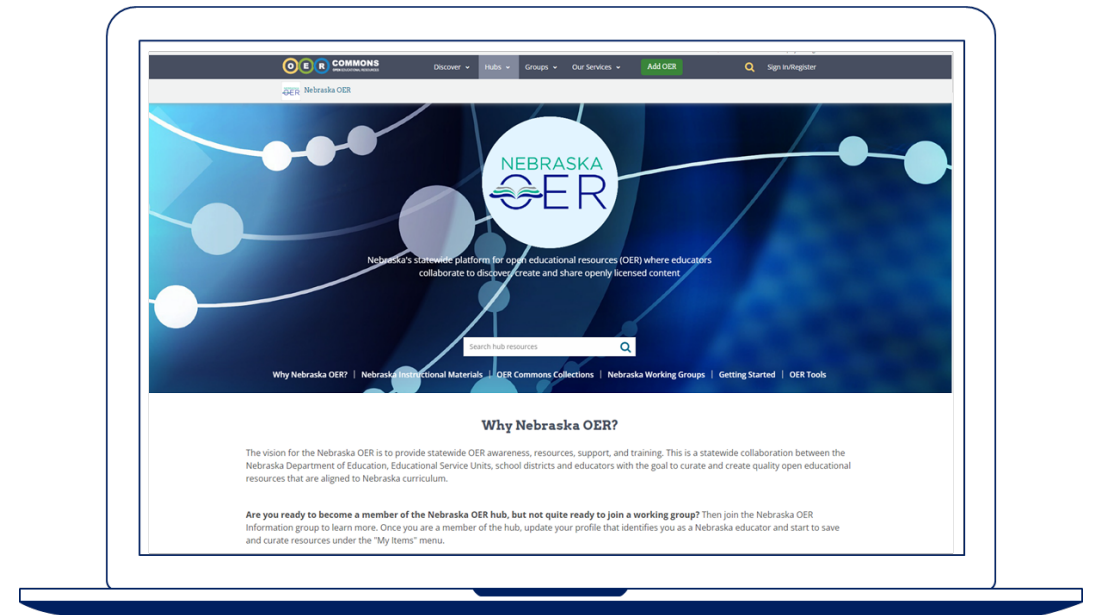 OER COMMONS
OPEN EDUCATIONAL RESOURCES
Discover Hubs Groups Our Services Add OER Sign In/Register
OER Nebraska OER
NEBRASKA
OER
Nebraska's statewide platform for open educational resources (OER) where educators
collaborate to discover, create and share openly licensed content
Search hub resources
Why Nebraska OER? | Nebraska Instructional Materials | OER Commons Collections | Nebraska Working Groups | Getting Started | OER Tools
Why Nebraska OER?
The vision for the Nebraska OER is to provide statewide OER awareness, resources, support, and training. This is a statewide collaboration between the
Nebraska Department of Education, Educational Service Units, school districts and educators with the goal to curate and create quality open educational
resources that are aligned to Nebraska curriculum.
Are you ready to become a member of the Nebraska OER hub, but not quite ready to join a working group? Then join the Nebraska OER
Information group to learn more. Once you are a member of the hub, update your profile that identifies you as a Nebraska educator and start to save
and curate resources under the "My Items" menu.